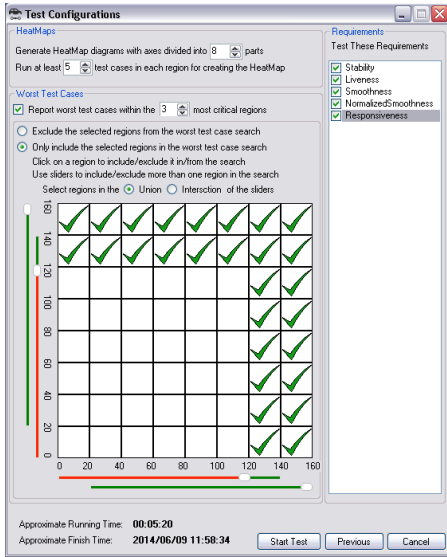 Test Configurations
HeatMaps
Generate HeatMap diagrams with axes divided into 8 parts
Run at least 5 test cases in each region for creating the HeatMap
Worst Test Cases
Report worst test cases within the 3 most critical regions
Exclude the selected regions from the worst test case search
Only include the selected regions in the worst test case search
Click on a region to include/exclude it in/from the search
Use sliders to include/exclude more than one region in the search
Select regions in the Union Intersction of the sliders
160
140
120
100
80
60
40
20
0
0 20 40 60 80 100 120 140 160
Requirements
Test These Requirements
Stability
Liveness
Smoothness
NormalizedSmoothness
Responsiveness
Approximate Running Time: 00:05:20
Approximate Finish Time: 2014/06/09 11:58:34
Start Test Previous Cancel